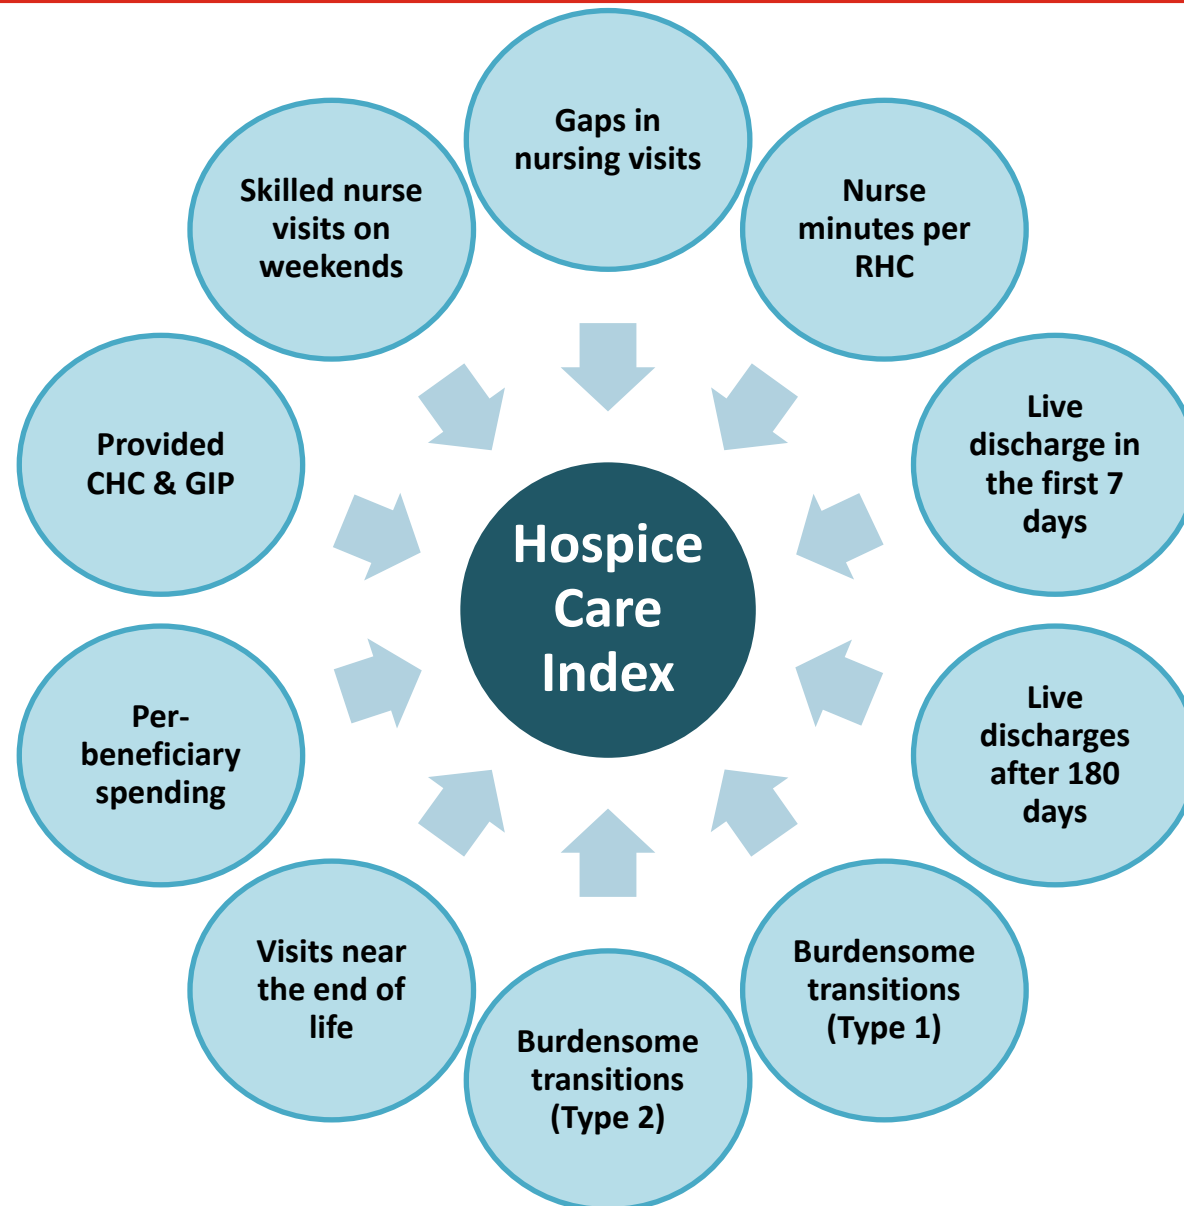 Gaps in
nursing visits
Nurse
minutes per
RHC
Live
discharge in
the first 7
days
Live
discharges
after 180
days
Burdensome
transitions
(Type 1)
Burdensome
transitions
(Type 2)
Visits near
the end of
life
Per-
beneficiary
spending
Provided
CHC & GIP
Skilled nurse
visits on
weekends
Hospice
Care
Index